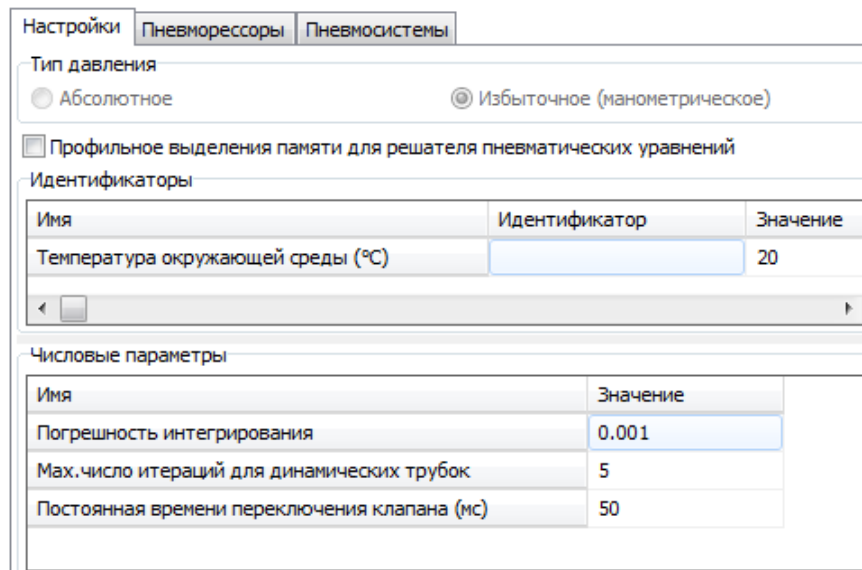 Настройки Пневморессоры Пневмосистемы
Тип давления
Абсолютное Избыточное (манометрическое)
Профильное выделения памяти для решателя пневматических уравнений
Идентификаторы
Имя Идентификатор Значение
Температура окружающей среды (°C) 20
Числовые параметры
Имя Значение
Погрешность интегрирования 0.001
Мах.число итераций для динамических трубок 5
Постоянная времени переключения клапана (мс) 50